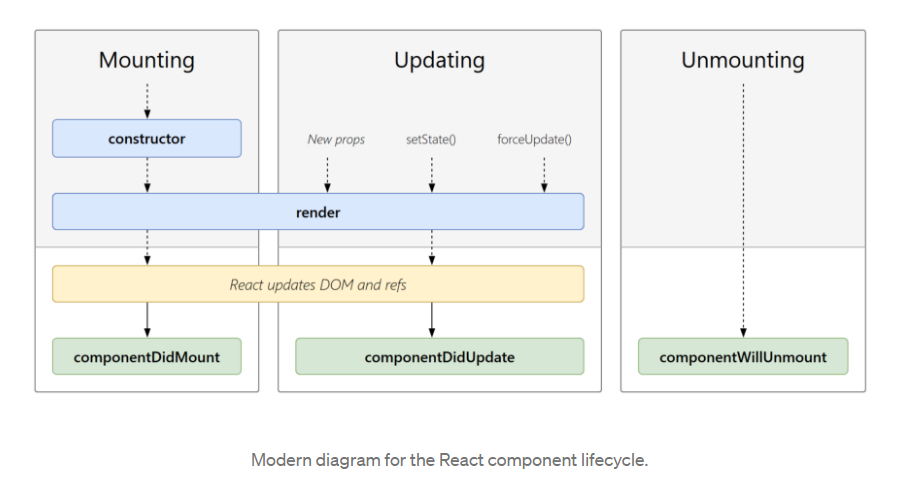 Mounting
Updating
Unmounting
constructor
New props
setState()
forceUpdate()
render
React updates DOM and refs
componentDidMount
componentDidUpdate
componentWillUnmount
Modern diagram for the React component lifecycle.